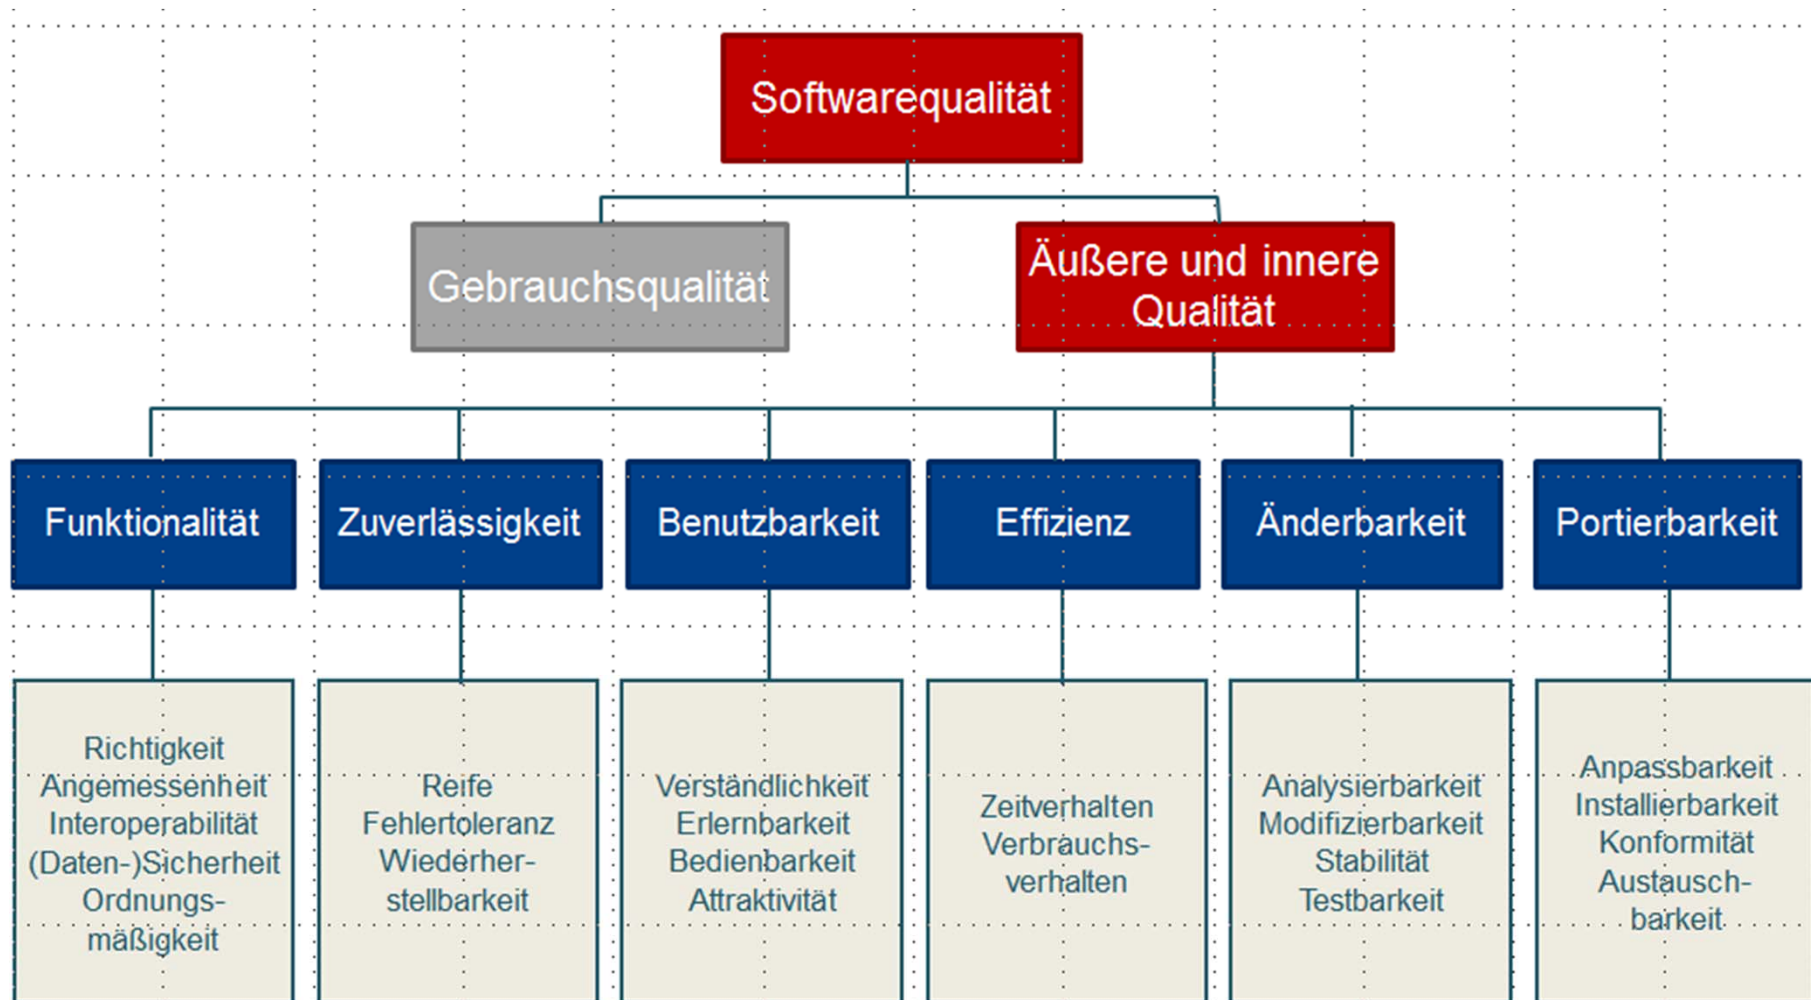 Softwarequalität
Gebrauchsqualität
Äußere und innere
Qualität
Funktionalität
Zuverlässigkeit
Benutzbarkeit
Effizienz
Änderbarkeit
Portierbarkeit
Richtigkeit
Angemessenheit
Interoperabilität
(Daten-)Sicherheit
Ordnungs-
mäßigkeit
Reife
Fehlertoleranz
Wiederher-
stellbarkeit
Verständlichkeit
Erlernbarkeit
Bedienbarkeit
Attraktivität
Zeitverhalten
Verbrauchs-
verhalten
Analysierbarkeit
Modifizierbarkeit
Stabilität
Testbarkeit
Anpassbarkeit
Installierbarkeit
Konformität
Austausch-
barkeit